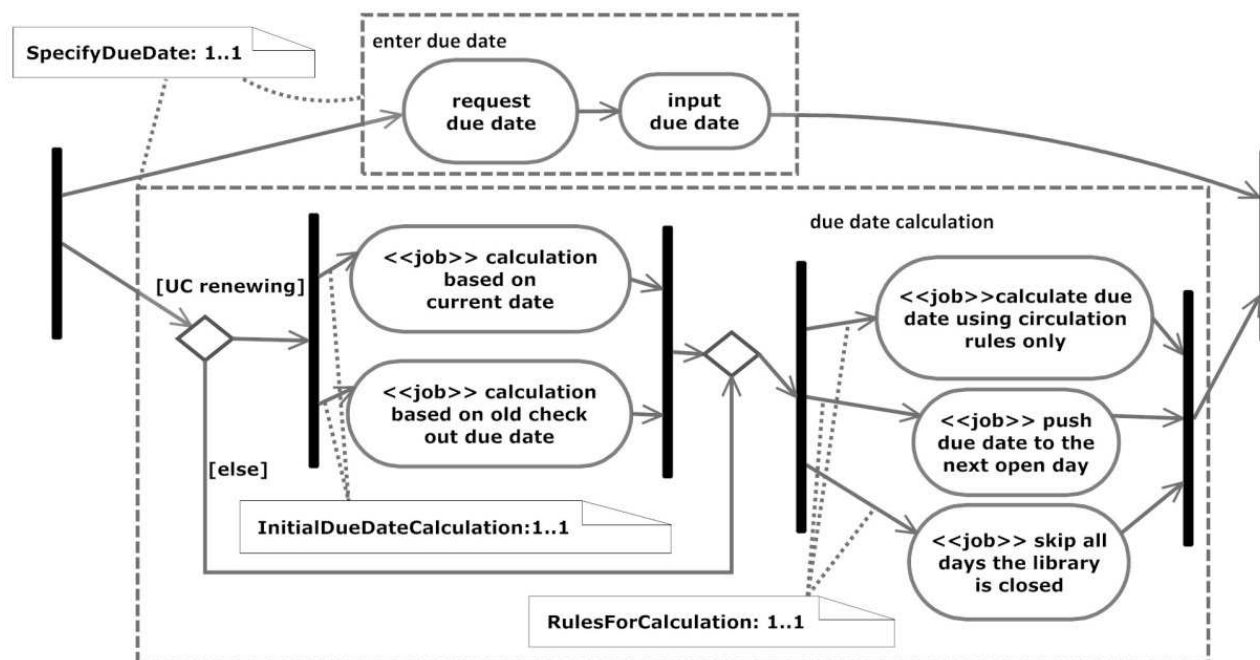 SpecifyDueDate: 1..1
enter due date
request
due date
input
due date
due date calculation
[UC renewing]
<<job>> calculation
based on
current date
<<job>>calculate due
date using circulation
rules only
<<job>> calculation
based on old check
out due date
<<job>> push
due date to the
next open day
[else]
InitialDueDateCalculation:1..1
<<job>> skip all
days the library
is closed
RulesForCalculation: 1..1